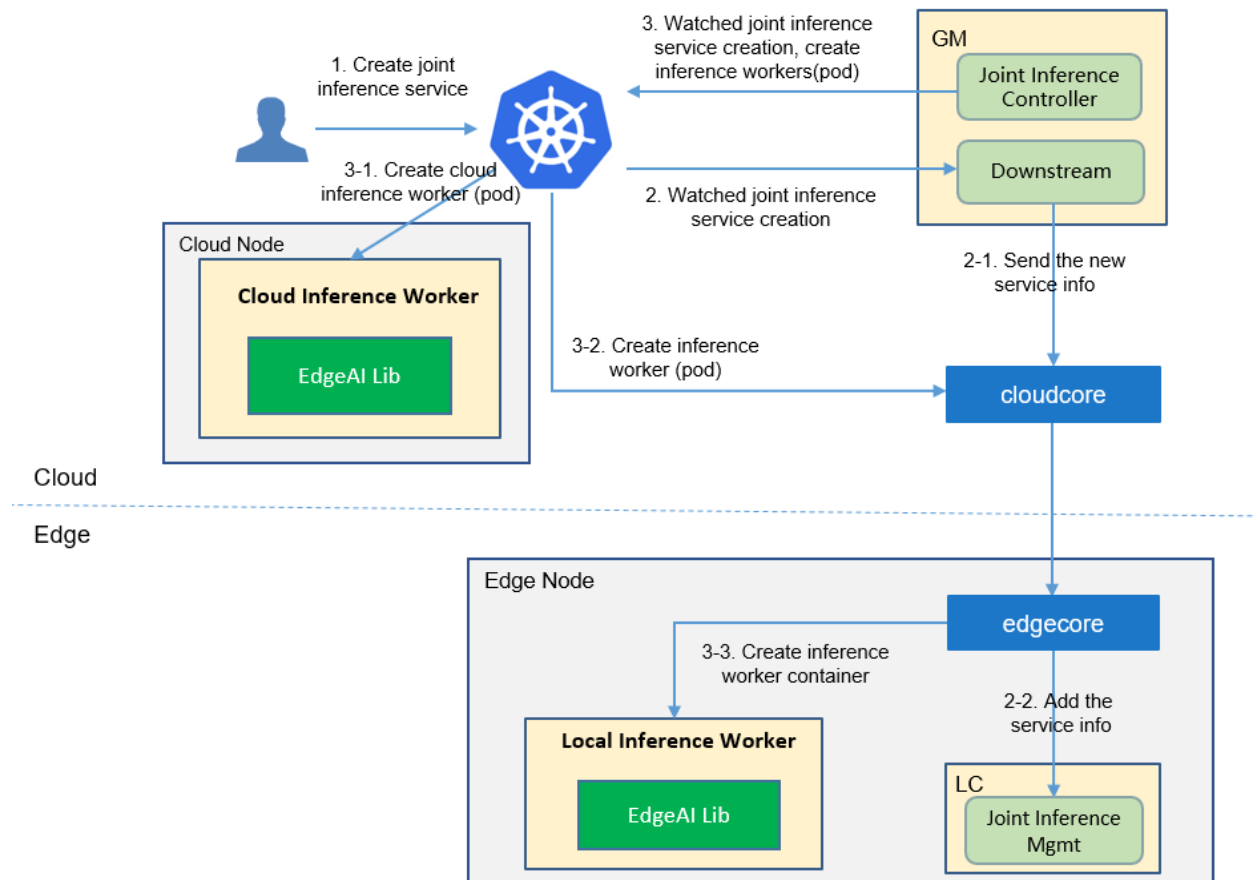 3. Watched joint inference
service creation, create
inference workers(pod)
GM
Joint Inference
Controller
1. Create joint
inference service
Downstream
3-1. Create cloud
inference worker (pod)
2. Watched joint inference
service creation
Cloud Node
2-1. Send the new
service info
Cloud Inference Worker
EdgeAI Lib
3-2. Create inference
worker (pod)
cloudcore
Cloud
Edge
Edge Node
edgecore
3-3. Create inference
worker container
2-2. Add the
service info
Local Inference Worker
EdgeAI Lib
LC
Joint Inference
Mgmt